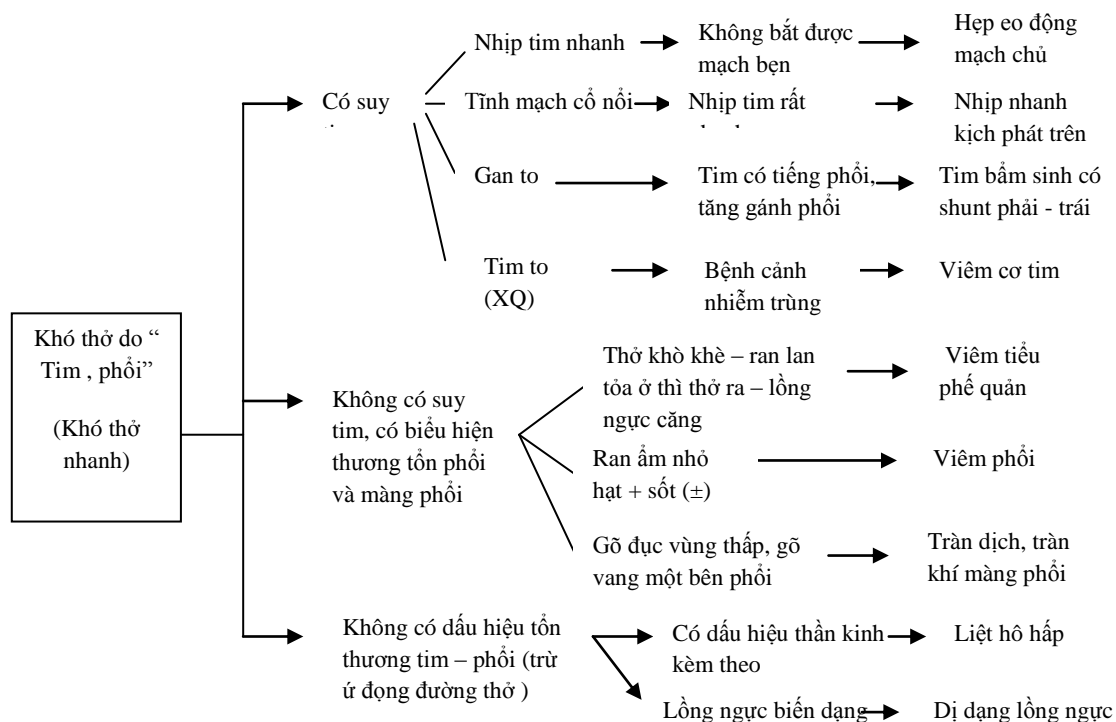 Khó thở do “
Tim , phổi”
(Khó thở
nhanh)
Có suy
Nhịp tim nhanh
Không bắt được
mạch bẹn
Hẹp eo động
mạch chủ
Tĩnh mạch cổ nổi
Nhịp tim rất
Nhịp nhanh
kịch phát trên
Gan to
Tim có tiếng phổi,
tăng gánh phổi
Tim bẩm sinh có
shunt phải - trái
Tim to
(XQ)
Bệnh cảnh
nhiễm trùng
Viêm cơ tim
Không có suy
tim, có biểu hiện
thương tổn phổi
và màng phổi
Thở khò khè – ran lan
tỏa ở thì thở ra – lồng
ngực căng
Viêm tiểu
phế quản
Ran ẩm nhỏ
hạt + sốt (±)
Viêm phổi
Gõ đục vùng thấp, gõ
vang một bên phổi
Tràn dịch, tràn
khí màng phổi
Không có dấu hiệu tổn
thương tim – phổi (trừ
ứ đọng đường thở )
Có dấu hiệu thần kinh
kèm theo
Liệt hô hấp
Lồng ngực biến dạng
Dị dạng lồng ngực